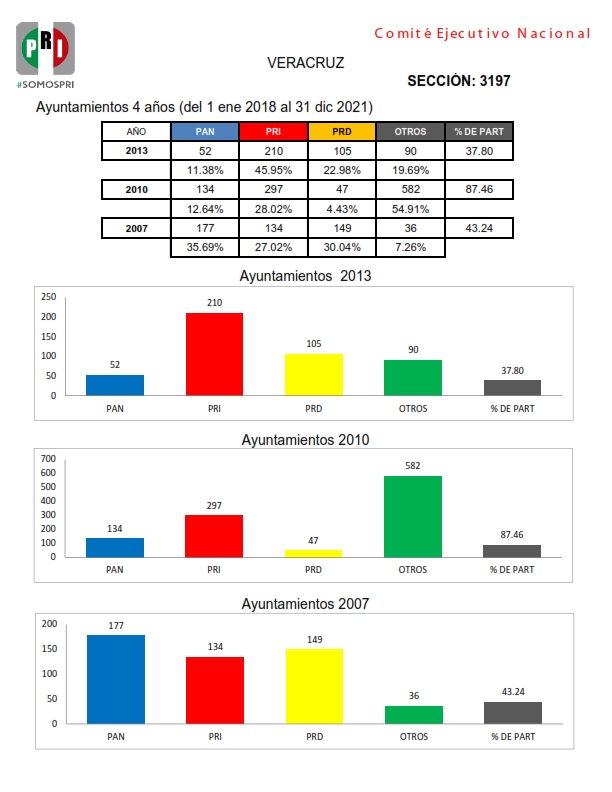 Comité Ejecutivo Nacional
PRI
#SOMOSPRI
VERACRUZ
SECCIÓN: 3197
Ayuntamientos 4 años (del 1 ene 2018 al 31 dic 2021)
AÑO PAN PRI PRD OTROS % DE PART
2013 52 210 105 90 37.80
11.38% 45.95% 22.98% 19.69%
2010 134 297 47 582 87.46
12.64% 28.02% 4.43% 54.91%
2007 177 134 149 36 43.24
35.69% 27.02% 30.04% 7.26%
Ayuntamientos 2013
250
200
150
100
50
0
52 210 105 90 37.80
PAN PRI PRD OTROS % DE PART
Ayuntamientos 2010
700
600
500
400
300
200
100
0
134 297 47 582 87.46
PAN PRI PRD OTROS % DE PART
Ayuntamientos 2007
200
150
100
50
0
177 134 149 36 43.24
PAN PRI PRD OTROS % DE PART